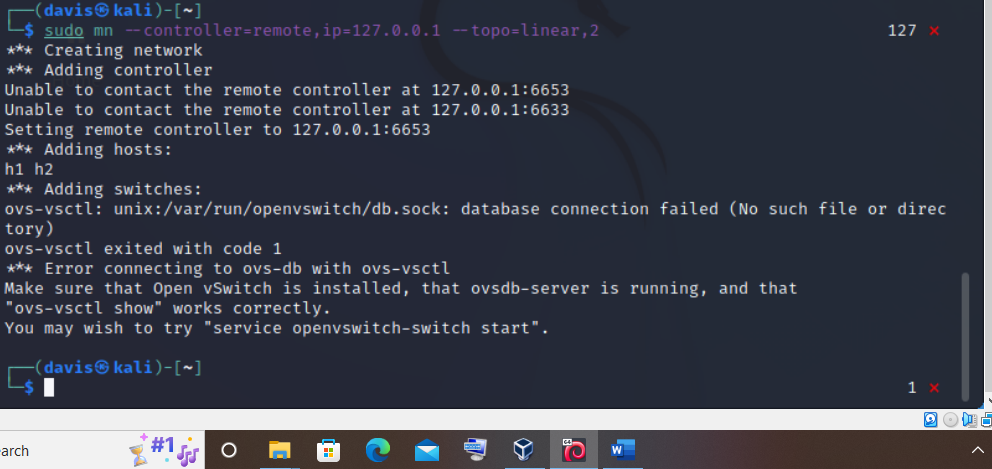 ┌──(davis㉿kali)-[~]
└─$ sudo mn --controller=remote,ip=127.0.0.1 --topo=linear,2 127 ⨯
*** Creating network
*** Adding controller
Unable to contact the remote controller at 127.0.0.1:6653
Unable to contact the remote controller at 127.0.0.1:6633
Setting remote controller to 127.0.0.1:6653
*** Adding hosts:
h1 h2
*** Adding switches:
ovs-vsctl: unix:/var/run/openvswitch/db.sock: database connection failed (No such file or direc
tory)
ovs-vsctl exited with code 1
*** Error connecting to ovs-db with ovs-vsctl
Make sure that Open vSwitch is installed, that ovsdb-server is running, and that
"ovs-vsctl show" works correctly.
You may wish to try "service openvswitch-switch start".
┌──(davis㉿kali)-[~]
└─$ 1 ⨯
earch
#1
W